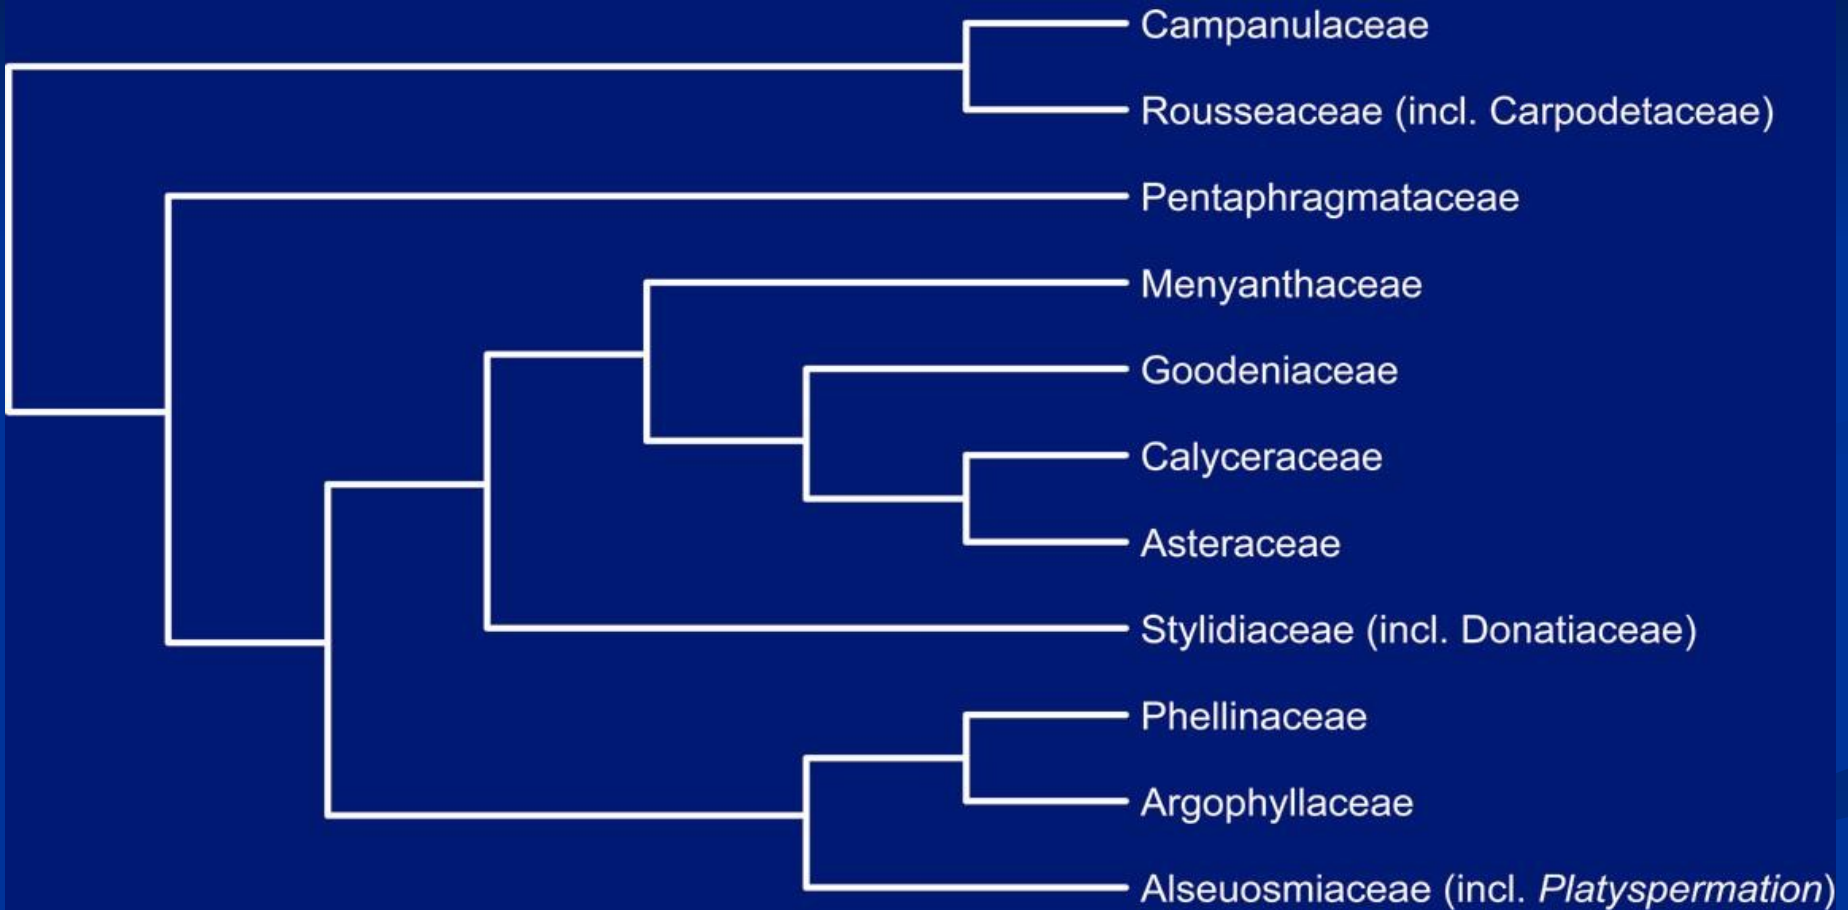 Campanulaceae
Rousseaceae (incl. Carpodetaceae)
Pentaphragmataceae
Menyanthaceae
Goodeniaceae
Calyceraceae
Asteraceae
Stylidiaceae (incl. Donatiaceae)
Phellinaceae
Argophyllaceae
Alseuosmiaceae (incl. Platyspermation)